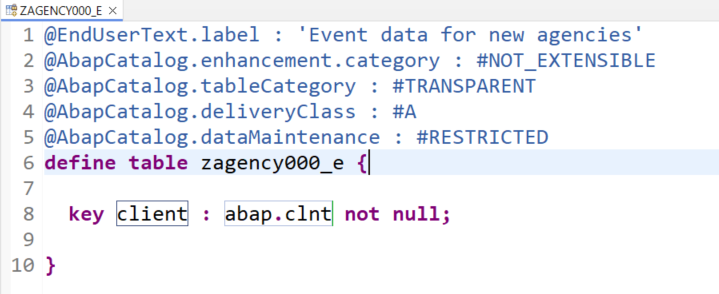 ZAGENCY000_E
1 @EndUserText.label : 'Event data for new agencies'
2 @AbapCatalog.enhancement.category : #NOT_EXTENSIBLE
3 @AbapCatalog.tableCategory : #TRANSPARENT
4 @AbapCatalog.deliveryClass : #A
5 @AbapCatalog.dataMaintenance : #RESTRICTED
6 define table zagency000_e {
7
8 key client : abap.clnt not null;
9
10 }